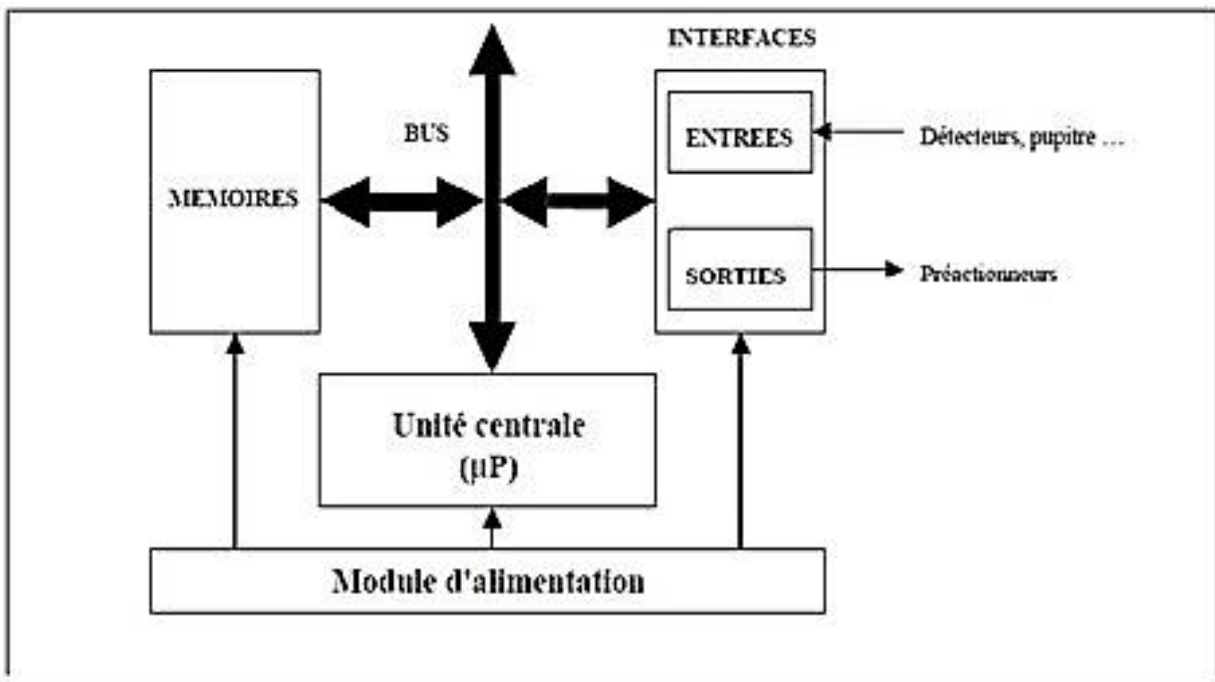 INTERFACES
BUS
ENTREES
Détecteurs, pupitre ...
MEMOIRES
SORTIES
Préactionneurs
Unité centrale
(µP)
Module d'alimentation